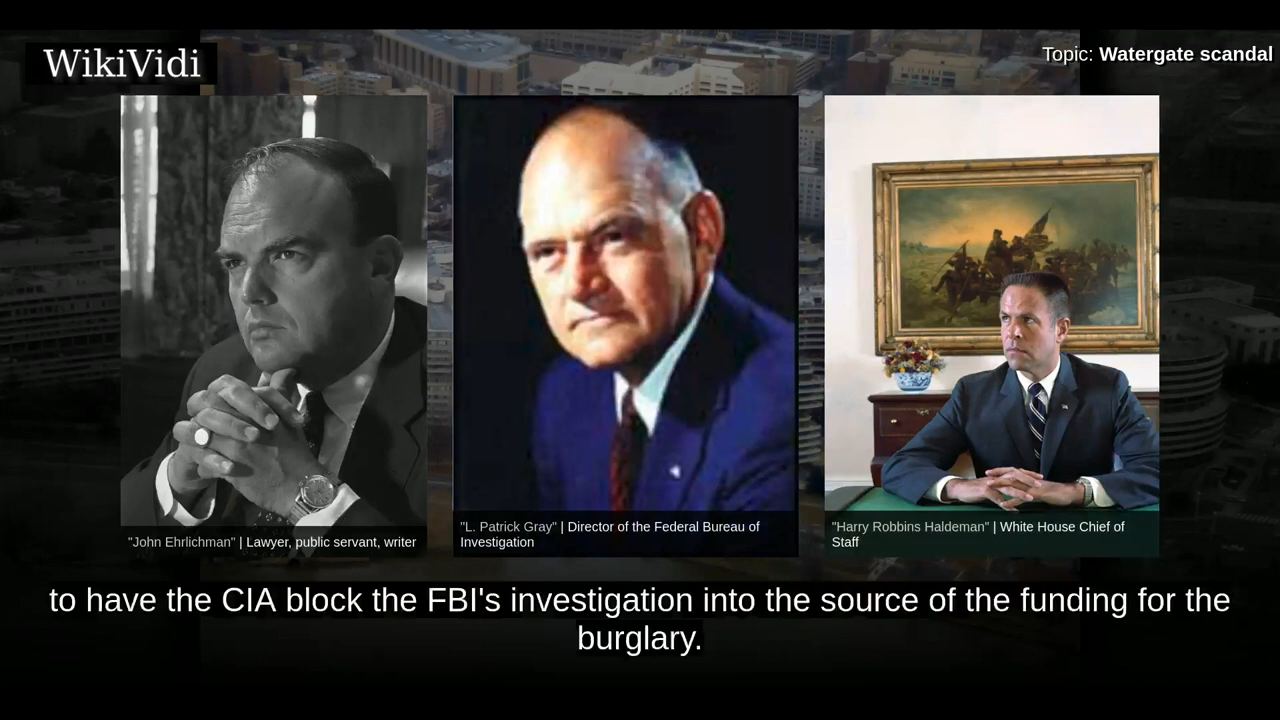 WikiVidi
Topic: Watergate scandal
"John Ehrlichman" | Lawyer, public servant, writer
"L. Patrick Gray" | Director of the Federal Bureau of
Investigation
"Harry Robbins Haldeman" | White House Chief of
Staff
to have the CIA block the FBI's investigation into the source of the funding for the
burglary.